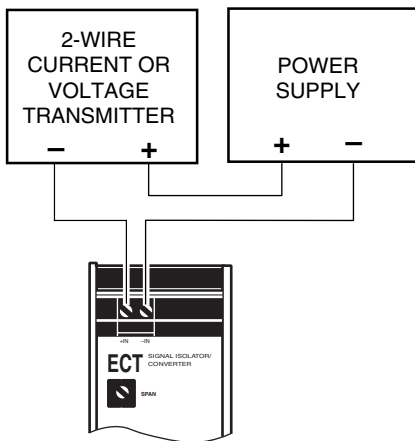 2-WIRE
CURRENT OR
VOLTAGE
TRANSMITTER
− +
POWER
SUPPLY
+ −
+IN −IN
ECT SIGNAL ISOLATOR/
CONVERTER
SPAN